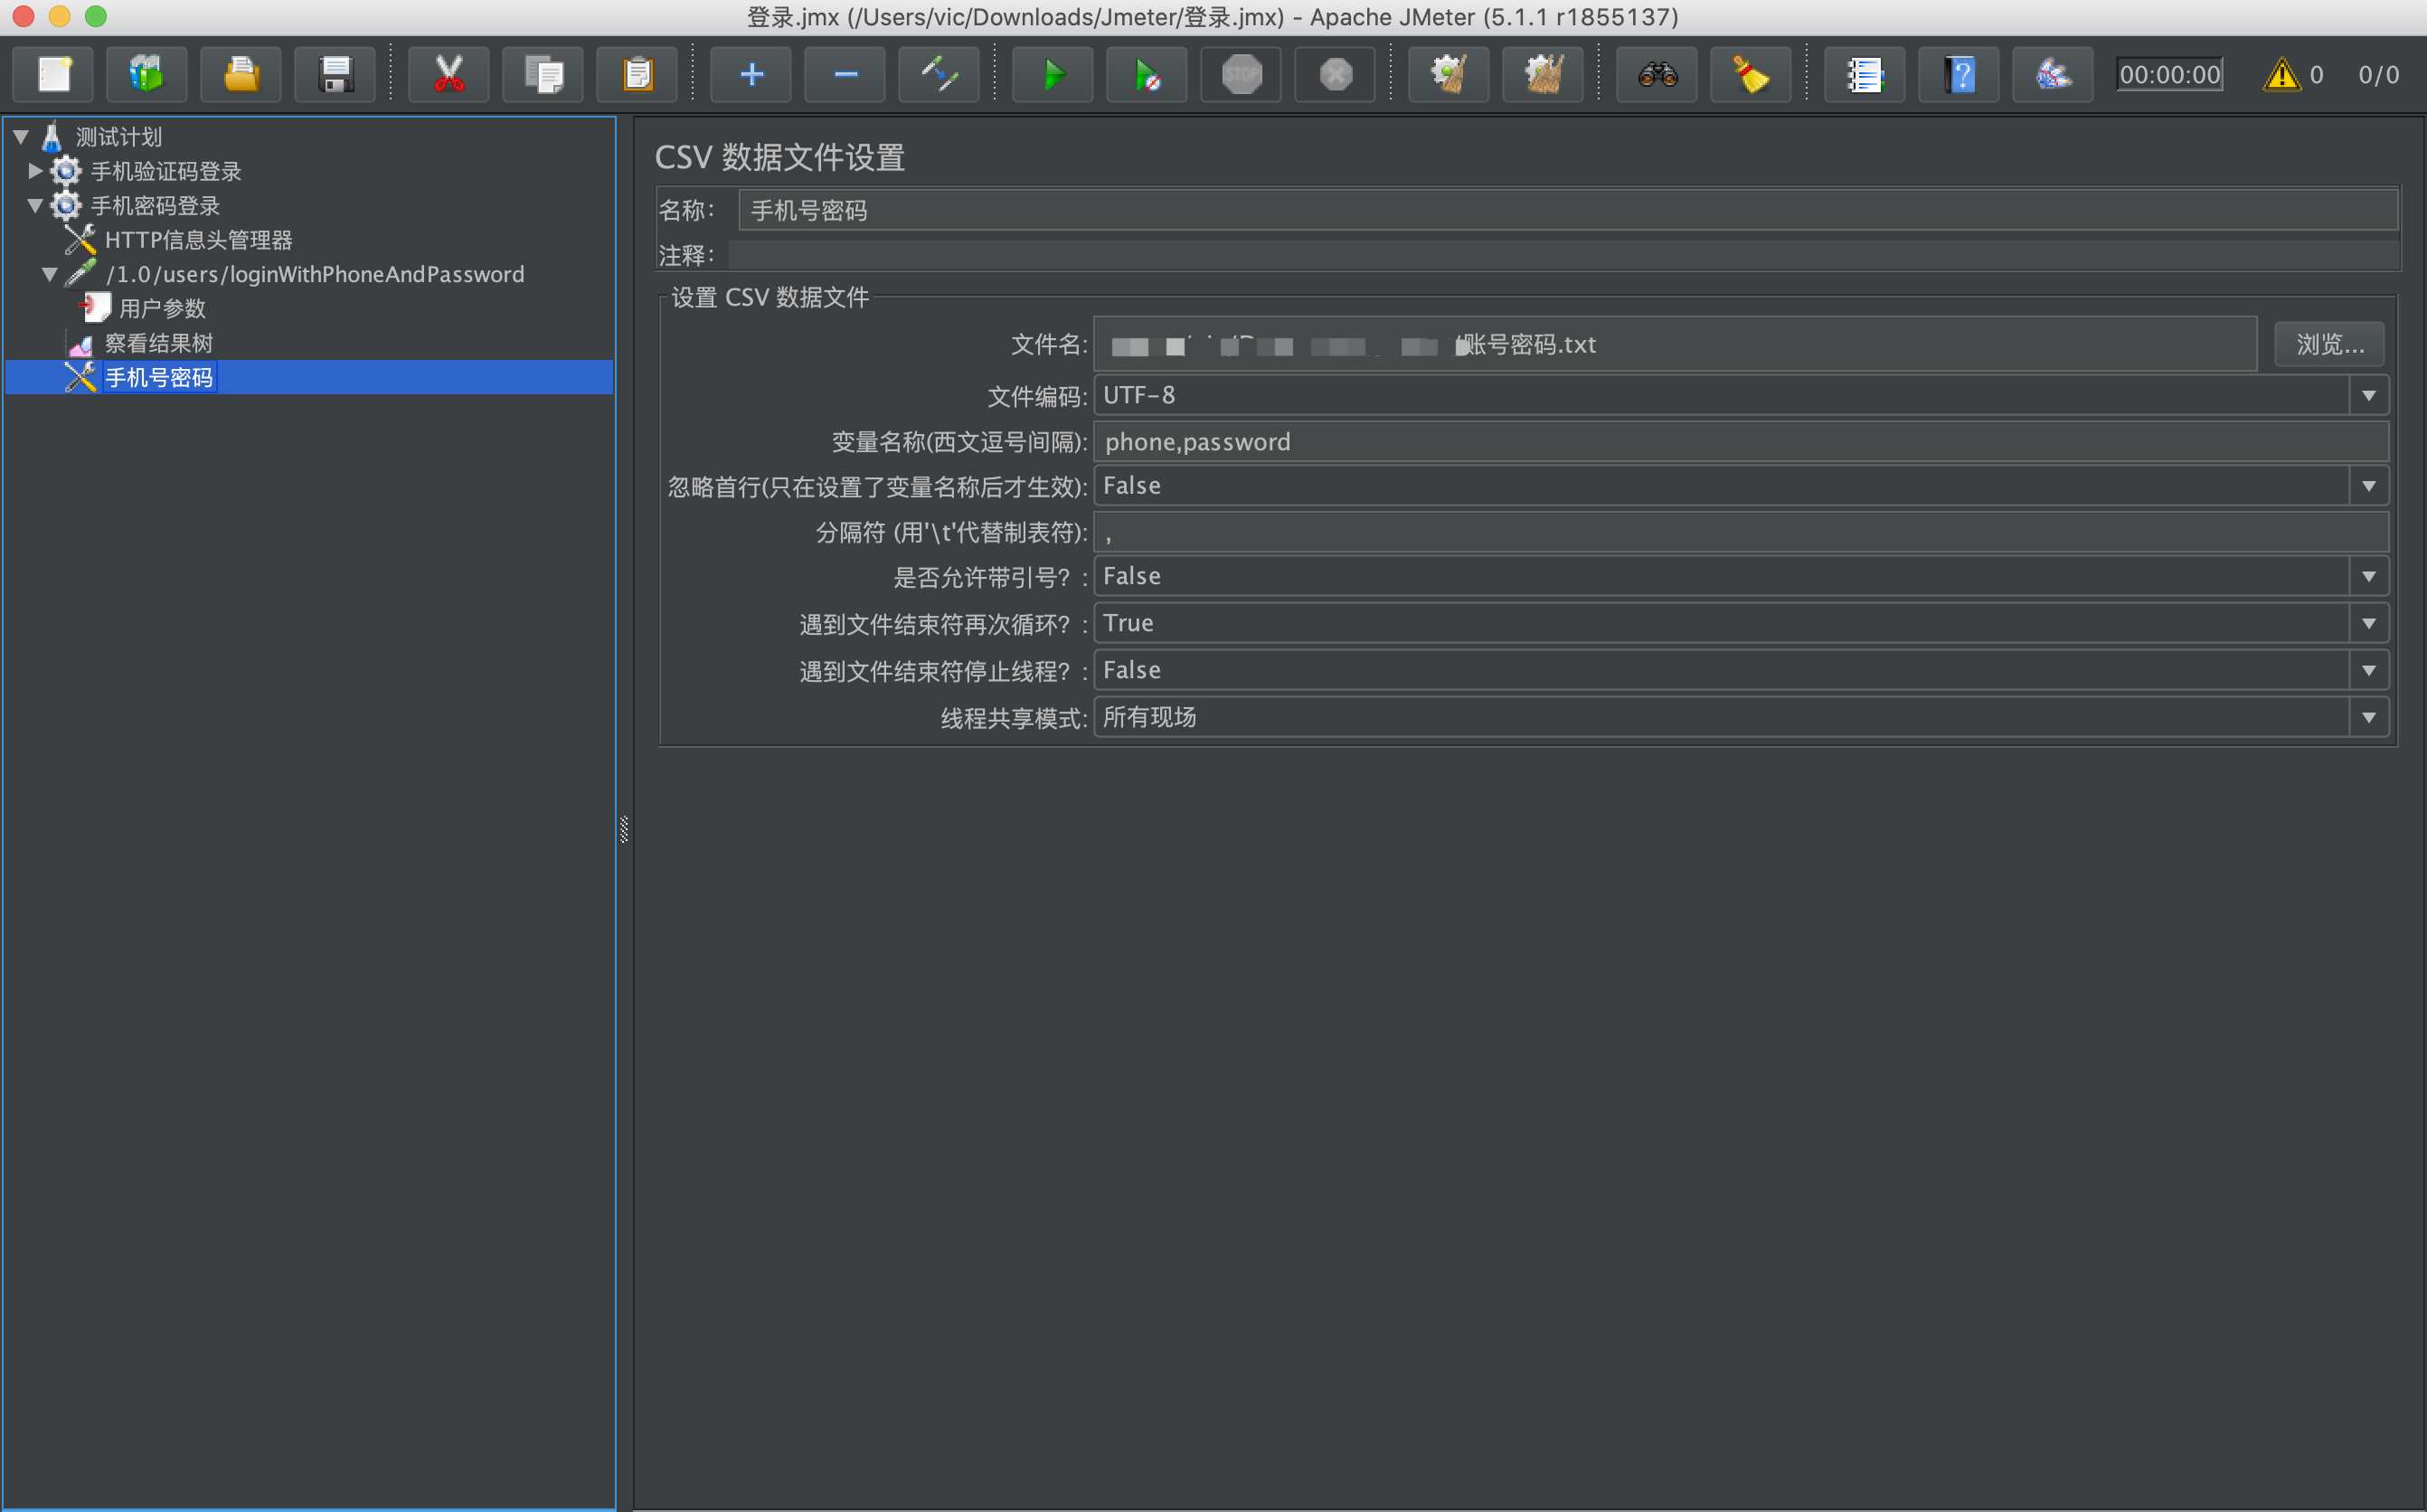 登录.jmx (/Users/vic/Downloads/Jmeter/登录.jmx) - Apache JMeter (5.1.1 r1855137)
STOP
00:00:00
0
0/0
测试计划
手机验证码登录
手机密码登录
HTTP信息头管理器
/1.0/users/loginWithPhoneAndPassword
用户参数
察看结果树
手机号密码
CSV 数据文件设置
名称: 手机号密码
注释:
设置 CSV 数据文件
文件名: 账号密码.txt 浏览...
文件编码: UTF-8
变量名称(西文逗号间隔): phone,password
忽略首行(只在设置了变量名称后才生效): False
分隔符 (用'\t'代替制表符): ,
是否允许带引号?: False
遇到文件结束符再次循环?: True
遇到文件结束符停止线程?: False
线程共享模式: 所有现场